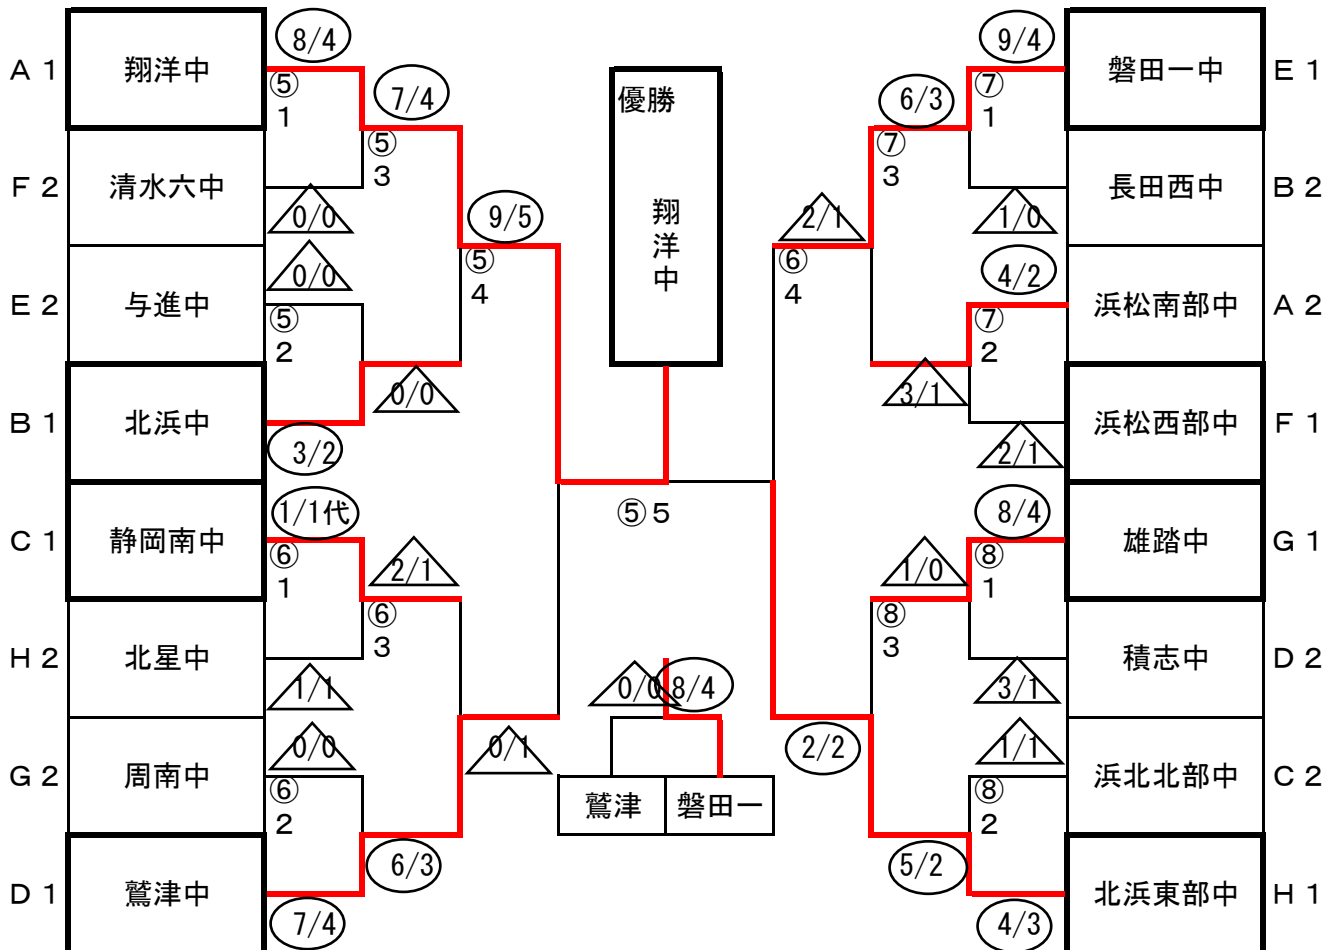 8/4
9/4
A 1 翔洋中
磐田一中 E 1
⑤
1
7/4
優勝
6/3
⑦
1
⑤
3
⑦
3
F 2 清水六中
長田西中 B 2
0/0
9/5
翔洋中
2/1
1/0
0/0
4/2
⑤
4
⑥
4
E 2 与進中
浜松南部中 A 2
⑤
2
⑦
2
0/0
3/1
B 1 北浜中
浜松西部中 F 1
3/2
2/1
1/1代
⑤ 5
8/4
C 1 静岡南中
雄踏中 G 1
⑥
1
2/1
1/0
⑧
1
⑥
3
⑧
3
H 2 北星中
積志中 D 2
1/1
0/0
8/4
3/1
0/0
0/1
2/2
1/1
G 2 周南中
浜北北部中 C 2
⑥
2
鷲津 磐田一
⑧
2
6/3
5/2
D 1 鷲津中
北浜東部中 H 1
7/4
4/3